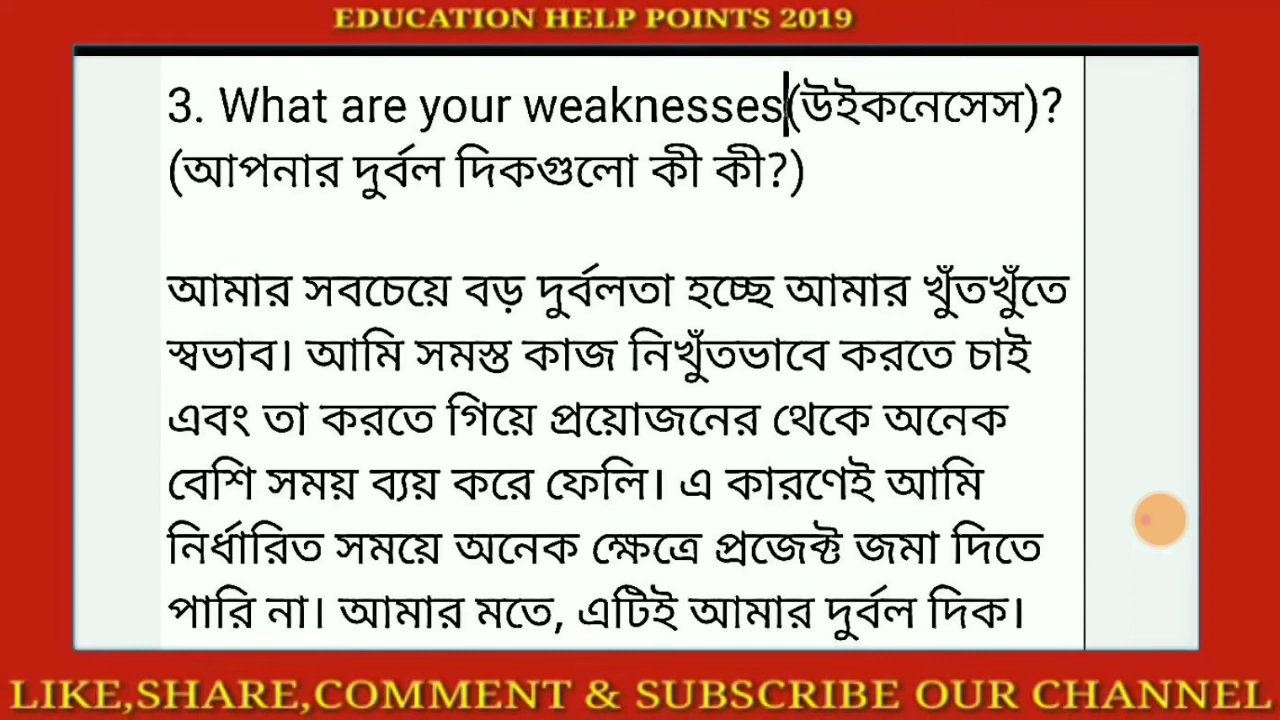 EDUCATION HELP POINTS 2019
3. What are your weaknesses(উইকনেসেস)?
(আপনার দুর্বল দিকগুলো কী কী?)
আমার সবচেয়ে বড় দুর্বলতা হচ্ছে আমার খুঁতখুঁতে
স্বভাব। আমি সমস্ত কাজ নিখুঁতভাবে করতে চাই
এবং তা করতে গিয়ে প্রয়োজনের থেকে অনেক
বেশি সময় ব্যয় করে ফেলি। এ কারণেই আমি
নির্ধারিত সময়ে অনেক ক্ষেত্রে প্রজেক্ট জমা দিতে
পারি না। আমার মতে, এটিই আমার দুর্বল দিক।
LIKE,SHARE,COMMENT & SUBSCRIBE OUR CHANNEL